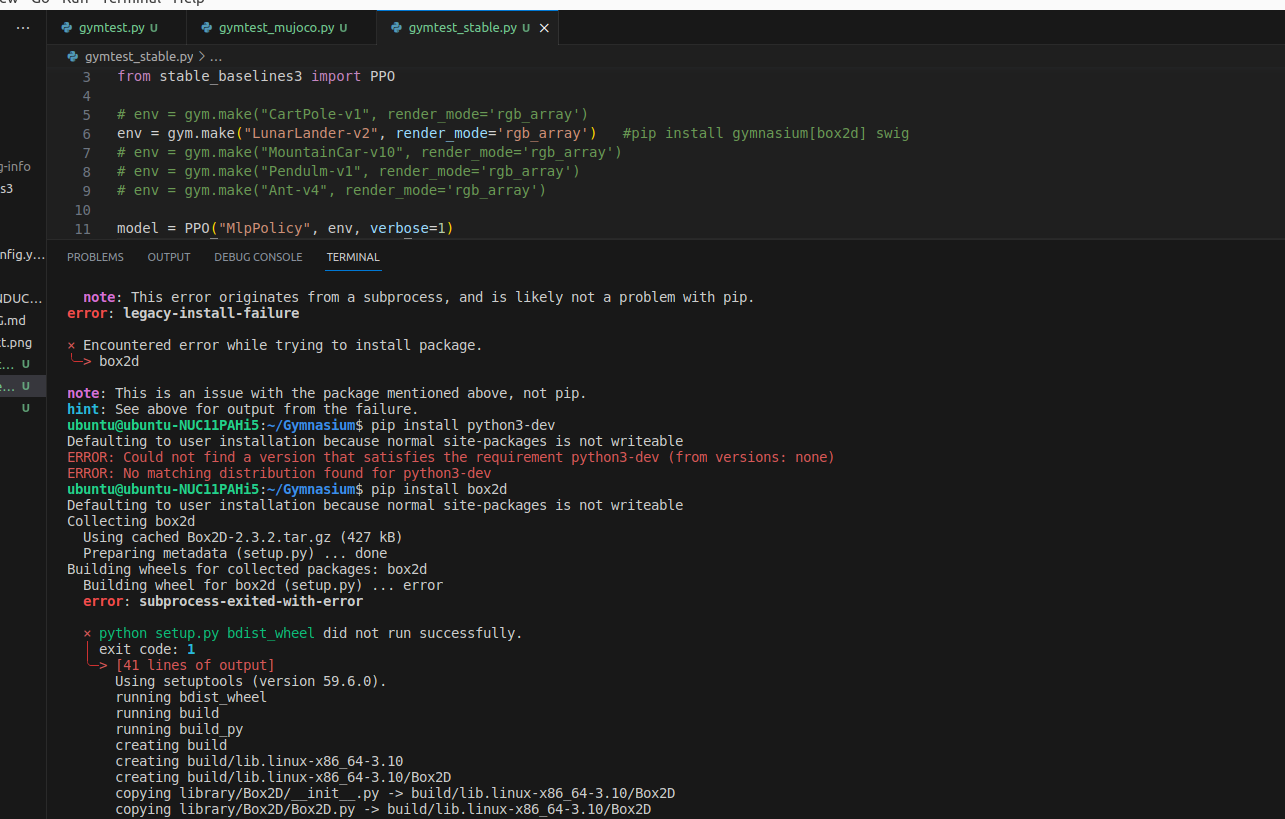 Go Run Terminal Help
... gymtest.py U gymtest_mujoco.py U gymtest_stable.py U ×
gymtest_stable.py > ...
3 from stable_baselines3 import PPO
4
5 # env = gym.make("CartPole-v1", render_mode='rgb_array')
6 env = gym.make("LunarLander-v2", render_mode='rgb_array') #pip install gymnasium[box2d] swig
7 # env = gym.make("MountainCar-v10", render_mode='rgb_array')
8 # env = gym.make("Pendulm-v1", render_mode='rgb_array')
9 # env = gym.make("Ant-v4", render_mode='rgb_array')
10
11 model = PPO("MlpPolicy", env, verbose=1)
g-info
s3
nfig.y...
NDUC...
G.md
t.png
... U
e... U
U
PROBLEMS OUTPUT DEBUG CONSOLE TERMINAL
note: This error originates from a subprocess, and is likely not a problem with pip.
error: legacy-install-failure
× Encountered error while trying to install package.
╰─> box2d
note: This is an issue with the package mentioned above, not pip.
hint: See above for output from the failure.
ubuntu@ubuntu-NUC11PAHi5:~/Gymnasium$ pip install python3-dev
Defaulting to user installation because normal site-packages is not writeable
ERROR: Could not find a version that satisfies the requirement python3-dev (from versions: none)
ERROR: No matching distribution found for python3-dev
ubuntu@ubuntu-NUC11PAHi5:~/Gymnasium$ pip install box2d
Defaulting to user installation because normal site-packages is not writeable
Collecting box2d
Using cached Box2D-2.3.2.tar.gz (427 kB)
Preparing metadata (setup.py) ... done
Building wheels for collected packages: box2d
Building wheel for box2d (setup.py) ... error
error: subprocess-exited-with-error
× python setup.py bdist_wheel did not run successfully.
│ exit code: 1
╰─> [41 lines of output]
Using setuptools (version 59.6.0).
running bdist_wheel
running build
running build_py
creating build
creating build/lib.linux-x86_64-3.10
creating build/lib.linux-x86_64-3.10/Box2D
copying library/Box2D/__init__.py -> build/lib.linux-x86_64-3.10/Box2D
copying library/Box2D/Box2D.py -> build/lib.linux-x86_64-3.10/Box2D